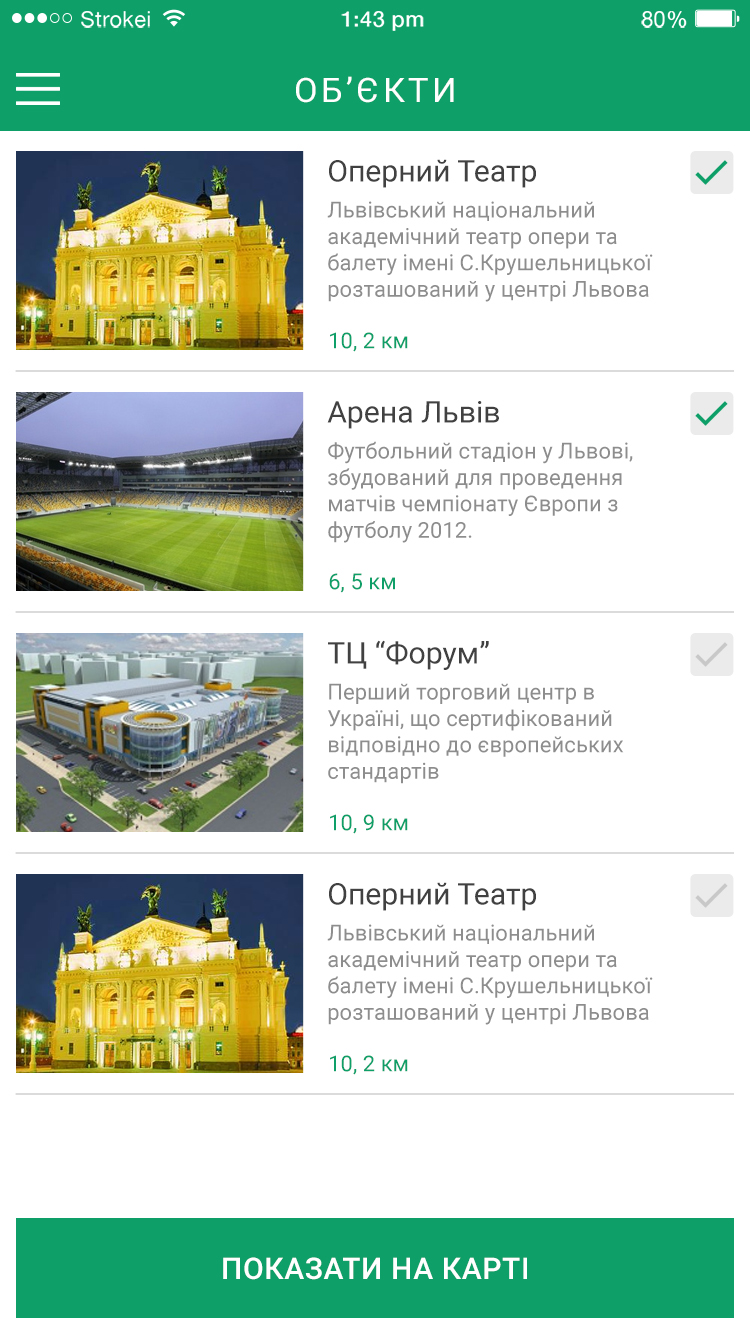 Strokei
1:43 pm
80%
ОБ’ЄКТИ
Оперний Театр
Львівський національний
академічний театр опери та
балету імені С.Крушельницької
розташований у центрі Львова
10, 2 км
Арена Львів
Футбольний стадіон у Львові,
збудований для проведення
матчів чемпіонату Європи з
футболу 2012.
6, 5 км
ТЦ “Форум”
Перший торговий центр в
Україні, що сертифікований
відповідно до європейських
стандартів
10, 9 км
Оперний Театр
Львівський національний
академічний театр опери та
балету імені С.Крушельницької
розташований у центрі Львова
10, 2 км
ПОКАЗАТИ НА КАРТІ